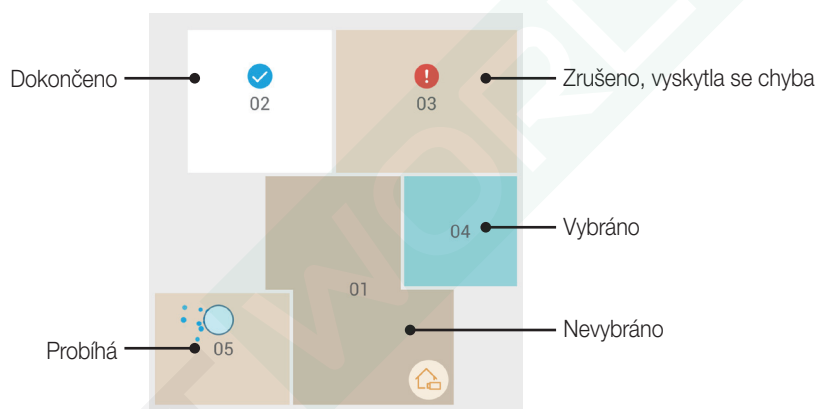 Dokončeno
02
03
Zrušeno, vyskytla se chyba
04
Vybráno
01
Nevybráno
Probíhá
05